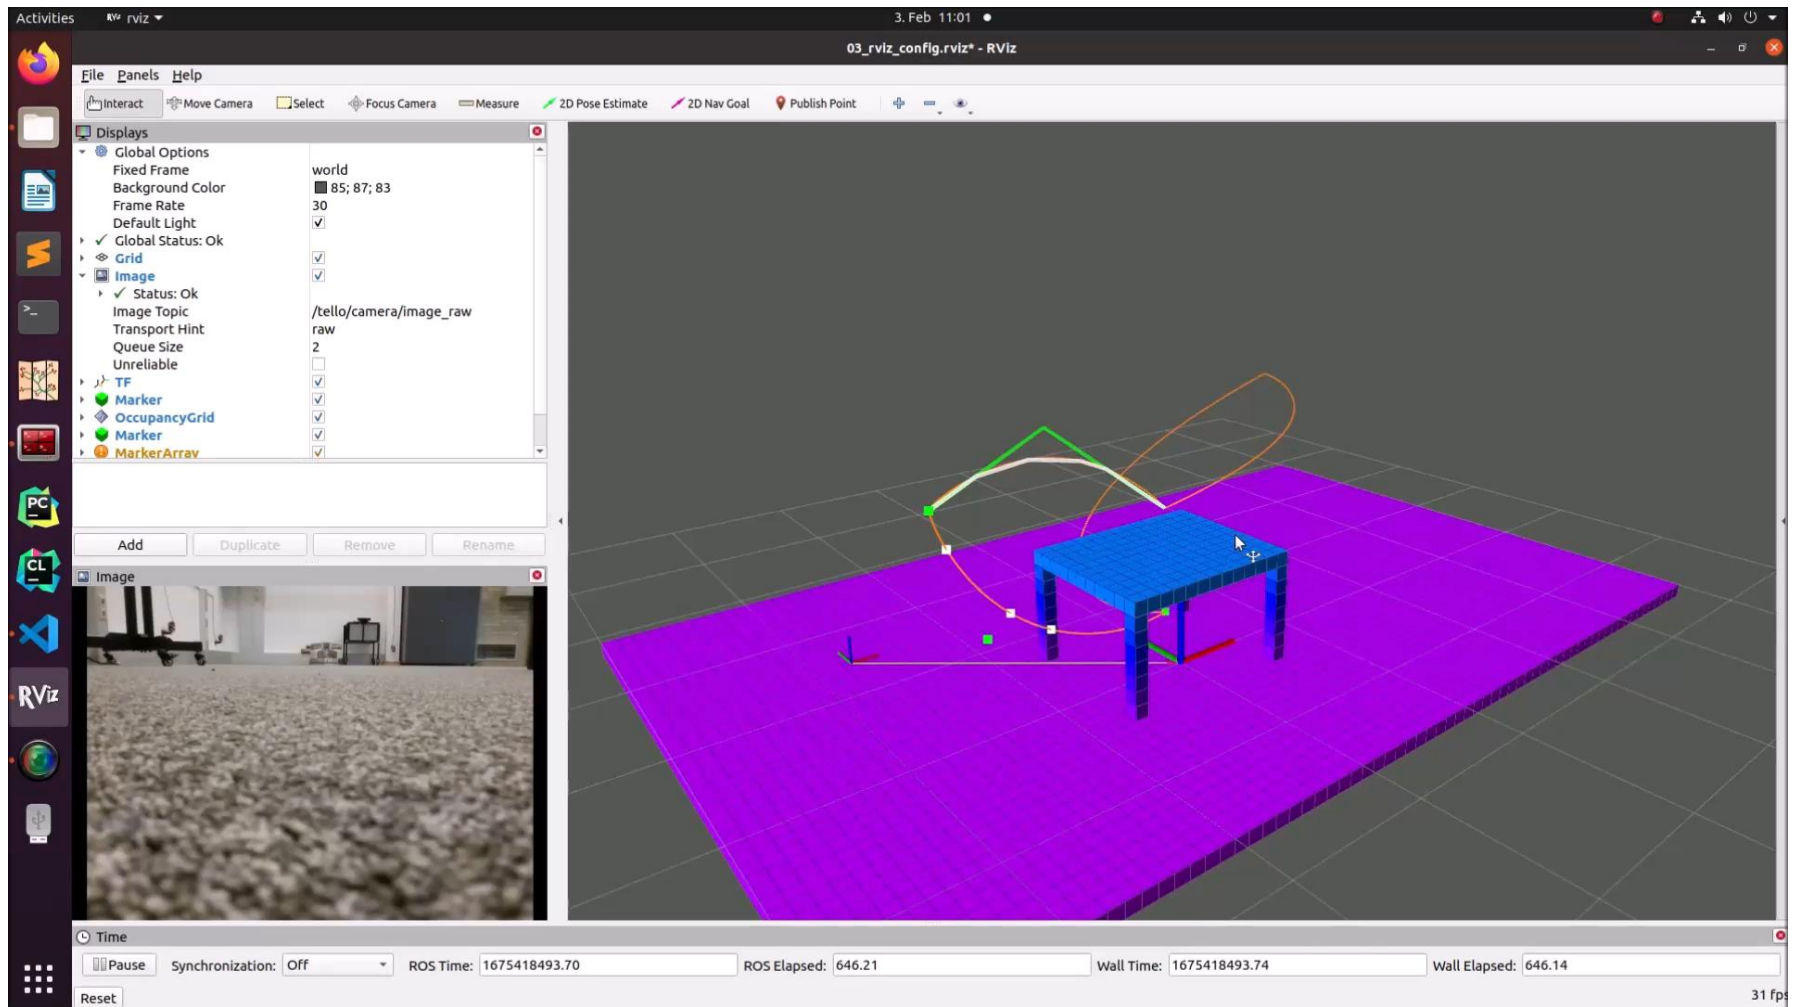 Activities RViz rviz 3. Feb 11:01
03_rviz_config.rviz* - RViz
File Panels Help
Interact Move Camera Select Focus Camera Measure 2D Pose Estimate 2D Nav Goal Publish Point
Displays
Global Options
Fixed Frame world
Background Color 85; 87; 83
Frame Rate 30
Default Light
Global Status: Ok
Grid
Image
Status: Ok
Image Topic /tello/camera/image_raw
Transport Hint raw
Queue Size 2
Unreliable
TF
Marker
OccupancyGrid
Marker
MarkerArray
PC
CL
Add Duplicate Remove Rename
Image
RViz
Time
Pause Synchronization: Off ROS Time: 1675418493.70 ROS Elapsed: 646.21 Wall Time: 1675418493.74 Wall Elapsed: 646.14
Reset 31 fps